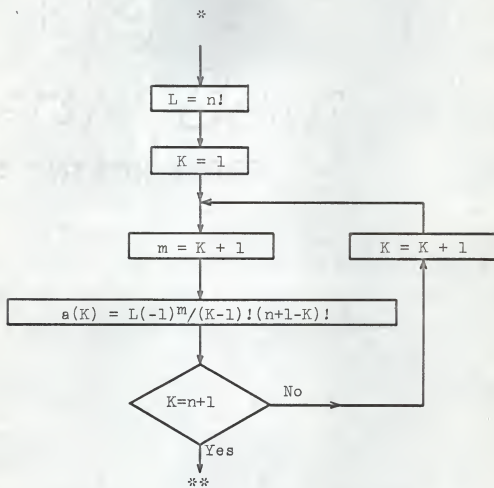 *
L = n!
K = 1
m = K + 1
K = K + 1
a(K) = L(-1)ᵐ/(K-1)!(n+1-K)!
K=n+1
No
Yes
**